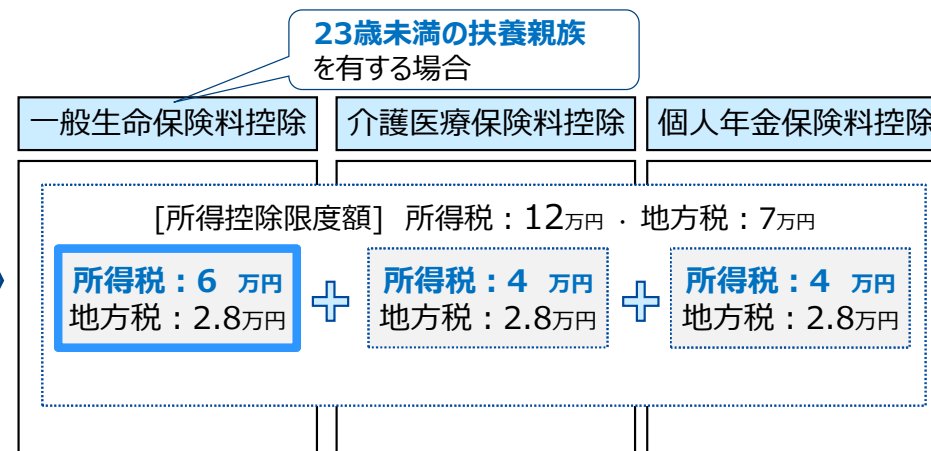 23歳未満の扶養親族
を有する場合
一般生命保険料控除
介護医療保険料控除
個人年金保険料控除
[所得控除限度額] 所得税：12万円 ・ 地方税：7万円
所得税：6 万円
地方税：2.8万円
＋
所得税：4 万円
地方税：2.8万円
＋
所得税：4 万円
地方税：2.8万円